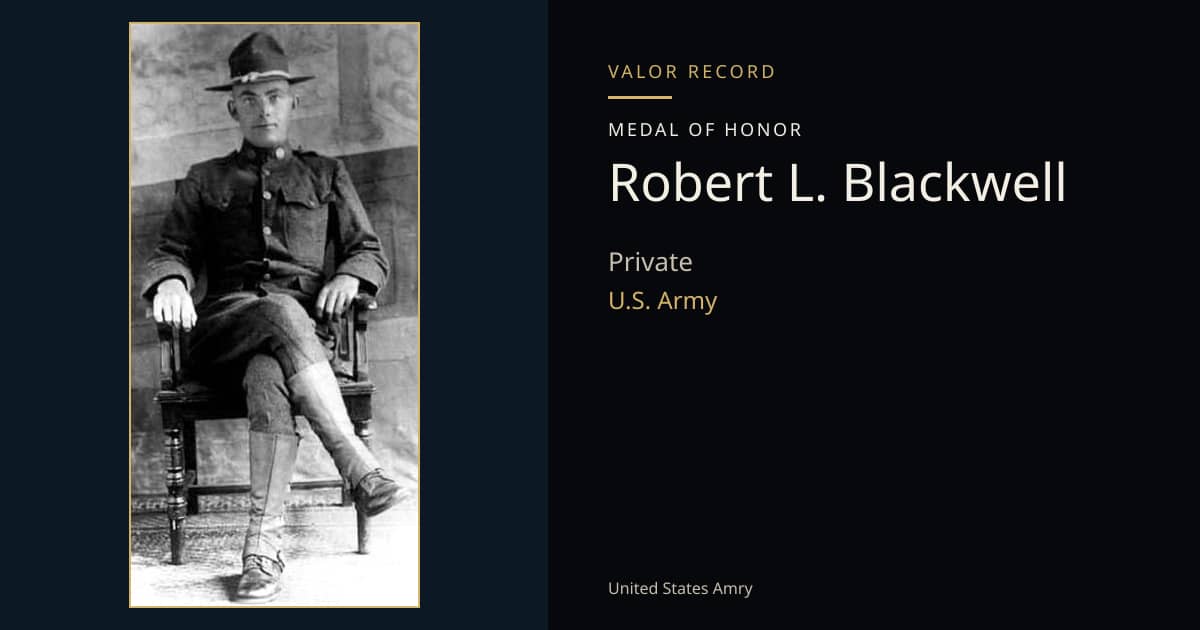 VALOR RECORD
MEDAL OF HONOR
Robert L. Blackwell
Private
U.S. Army
United States Amry